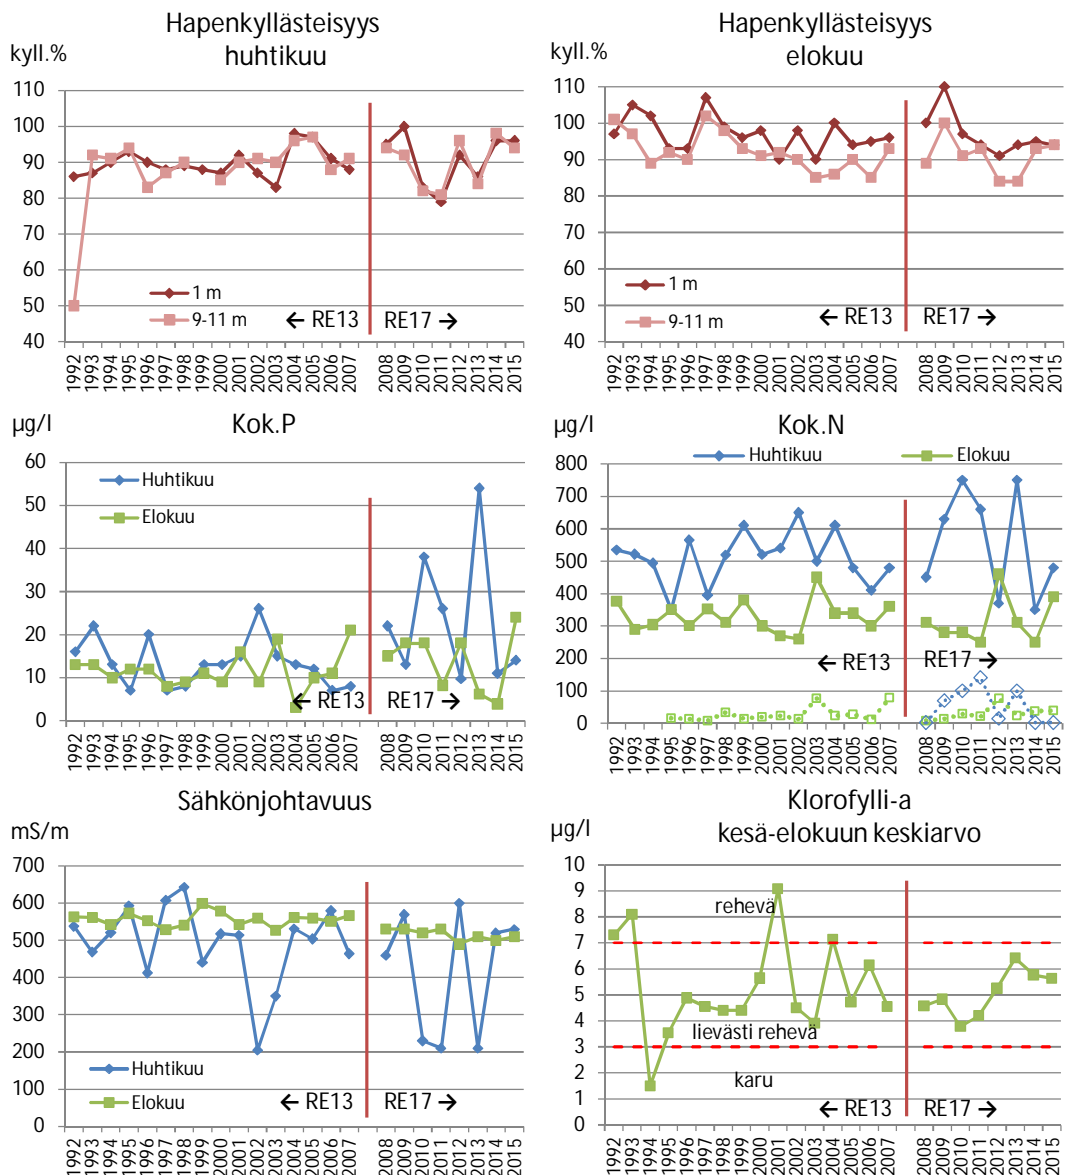 Hapenkyllästeisyys
huhtikuu
kyll.%
110
100
90
80
70
60
50
40
1 m
9-11 m
← RE13
RE17 →
1992 1993 1994 1995 1996 1997 1998 1999 2000 2001 2002 2003 2004 2005 2006 2007 2008 2009 2010 2011 2012 2013 2014 2015
Hapenkyllästeisyys
elokuu
kyll.%
110
100
90
80
70
60
50
40
1 m
9-11 m
← RE13
RE17 →
1992 1993 1994 1995 1996 1997 1998 1999 2000 2001 2002 2003 2004 2005 2006 2007 2008 2009 2010 2011 2012 2013 2014 2015
µg/l
Kok.P
60
50
40
30
20
10
0
Huhtikuu
Elokuu
← RE13
RE17 →
1992 1993 1994 1995 1996 1997 1998 1999 2000 2001 2002 2003 2004 2005 2006 2007 2008 2009 2010 2011 2012 2013 2014 2015
µg/l
Kok.N
Huhtikuu
Elokuu
800
700
600
500
400
300
200
100
0
← RE13
RE17 →
1992 1993 1994 1995 1996 1997 1998 1999 2000 2001 2002 2003 2004 2005 2006 2007 2008 2009 2010 2011 2012 2013 2014 2015
Sähkönjohtavuus
mS/m
700
600
500
400
300
200
100
0
Huhtikuu
Elokuu
← RE13
RE17 →
1992 1993 1994 1995 1996 1997 1998 1999 2000 2001 2002 2003 2004 2005 2006 2007 2008 2009 2010 2011 2012 2013 2014 2015
Klorofylli-a
kesä-elokuun keskiarvo
µg/l
10
9
8
7
6
5
4
3
2
1
0
rehevä
lievästi rehevä
karu
← RE13
RE17 →
1992 1993 1994 1995 1996 1997 1998 1999 2000 2001 2002 2003 2004 2005 2006 2007 2008 2009 2010 2011 2012 2013 2014 2015